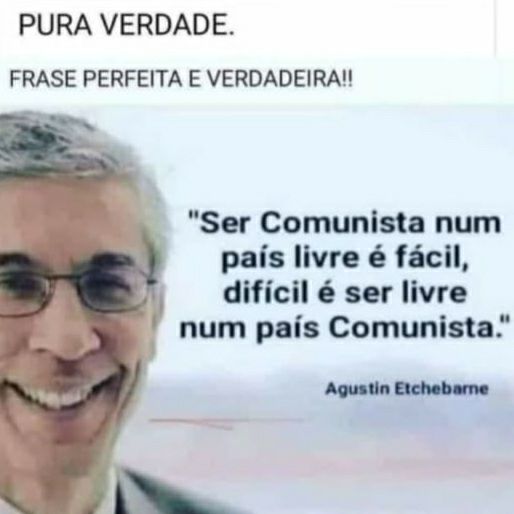 PURA VERDADE.
FRASE PERFEITA E VERDADEIRA!!
"Ser Comunista num
país livre é fácil,
difícil é ser livre
num país Comunista."
Agustin Etchebarne